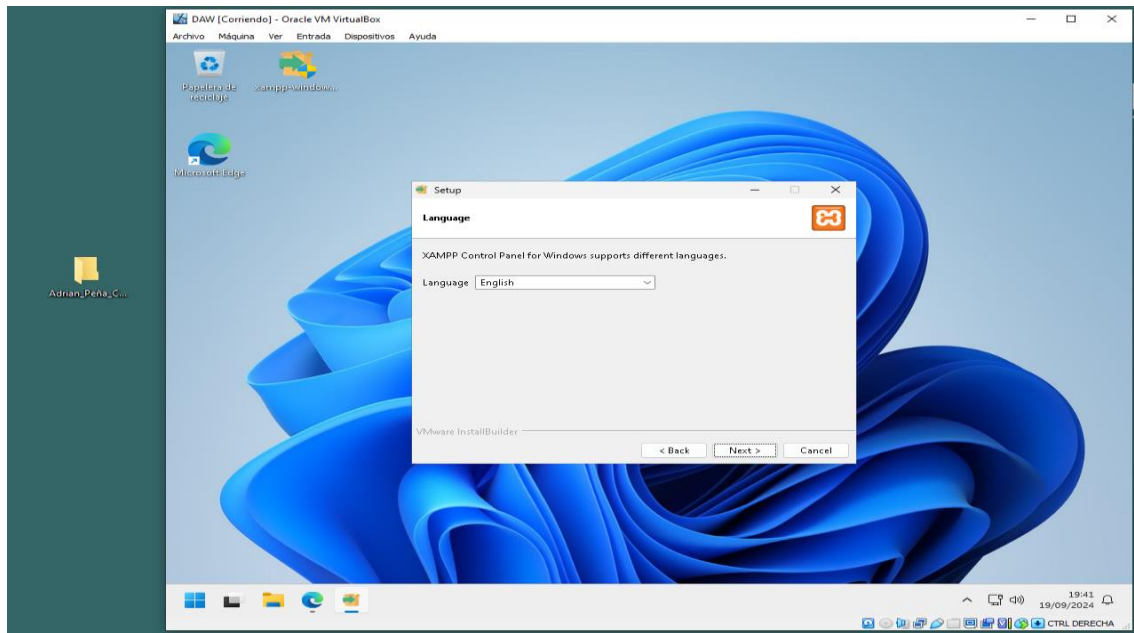 DAW [Corriendo] - Oracle VM VirtualBox
Archivo Máquina Ver Entrada Dispositivos Ayuda
Papelera de
reciclaje
xampp-window...
Microsoft Edge
Adrian_Peña_C...
Setup
Language
XAMPP Control Panel for Windows supports different languages.
Language English
VMware InstallBuilder
< Back Next > Cancel
19:41
19/09/2024
CTRL DERECHA